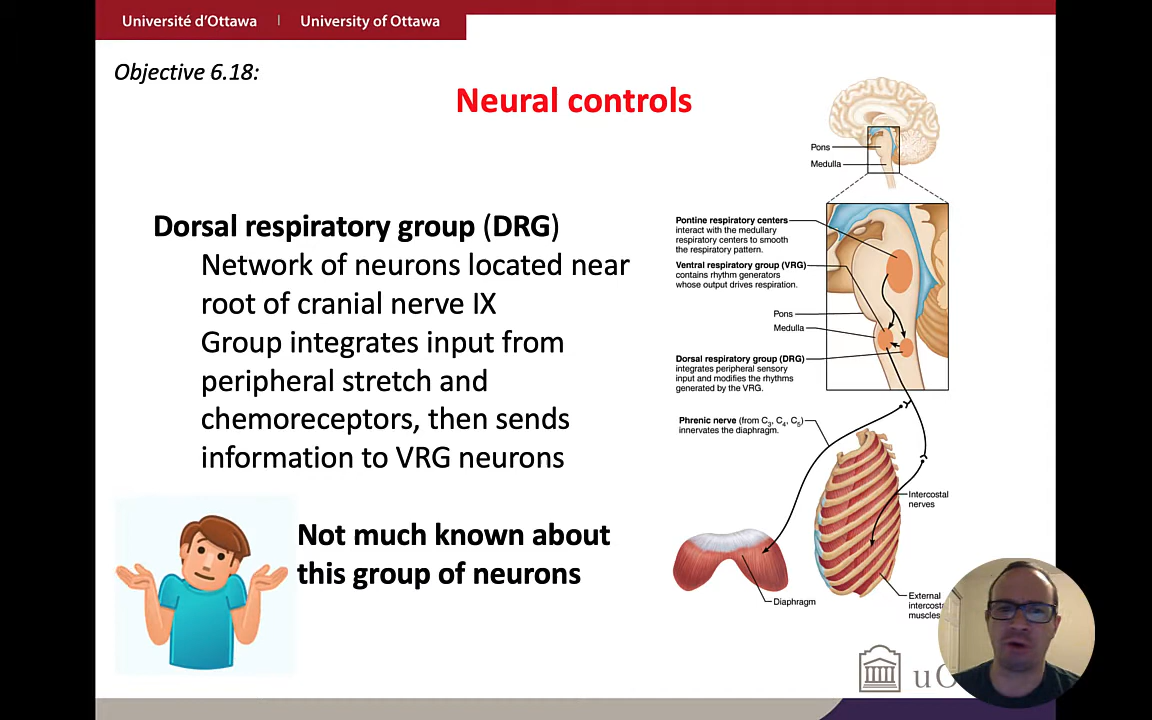 Université d'Ottawa | University of Ottawa
Objective 6.18:
Neural controls
Dorsal respiratory group (DRG)
Network of neurons located near
root of cranial nerve IX
Group integrates input from
peripheral stretch and
chemoreceptors, then sends
information to VRG neurons
Not much known about
this group of neurons
Pons
Medulla
Pontine respiratory centers
interact with the medullary
respiratory centers to smooth
the respiratory pattern.
Ventral respiratory group (VRG)
contains rhythm generators
whose output drives respiration.
Pons
Medulla
Dorsal respiratory group (DRG)
integrates peripheral sensory
input and modifies the rhythms
generated by the VRG.
Phrenic nerve (from C3, C4, C5)
innervates the diaphragm.
Intercostal
nerves
Diaphragm
External
muscles